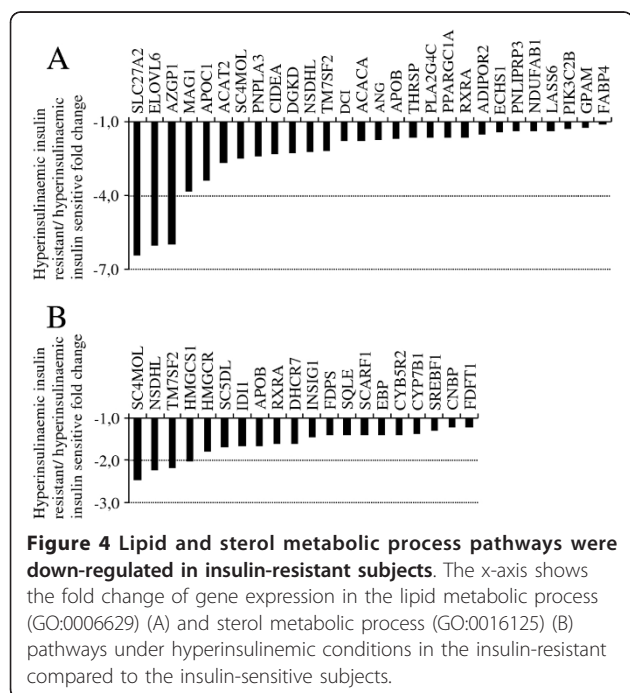 A
SLC27A2
ELOVL6
AZGP1
MAG1
APOC1
ACAT2
SC4MOL
PNPLA3
CIDEA
DGKD
NSDHL
TM7SF2
DCI
ACACA
ANG
APOB
THRSP
PLA2G4C
PPARGC1A
RXRA
ADIPOR2
ECHS1
PNLIPRP3
NDUFAB1
LASS6
PIK3C2B
GPAM
FABP4
Hyperinsulinaemic insulin
resistant/ hyperinsulinaemic
insulin sensitive fold change
-1,0
-4,0
-7,0
B
SC4MOL
NSDHL
TM7SF2
HMGCS1
HMGCR
SC5DL
IDI1
APOB
RXRA
DHCR7
INSIG1
FDPS
SQLE
SCARF1
EBP
CYB5R2
CYP7B1
SREBF1
CNBP
FDFT1
Hyperinsulinaemic insulin
resistant/ hyperinsulinaemic
insulin sensitive fold change
-1,0
-2,0
-3,0
Figure 4 Lipid and sterol metabolic process pathways were
down-regulated in insulin-resistant subjects. The x-axis shows
the fold change of gene expression in the lipid metabolic process
(GO:0006629) (A) and sterol metabolic process (GO:0016125) (B)
pathways under hyperinsulinemic conditions in the insulin-resistant
compared to the insulin-sensitive subjects.